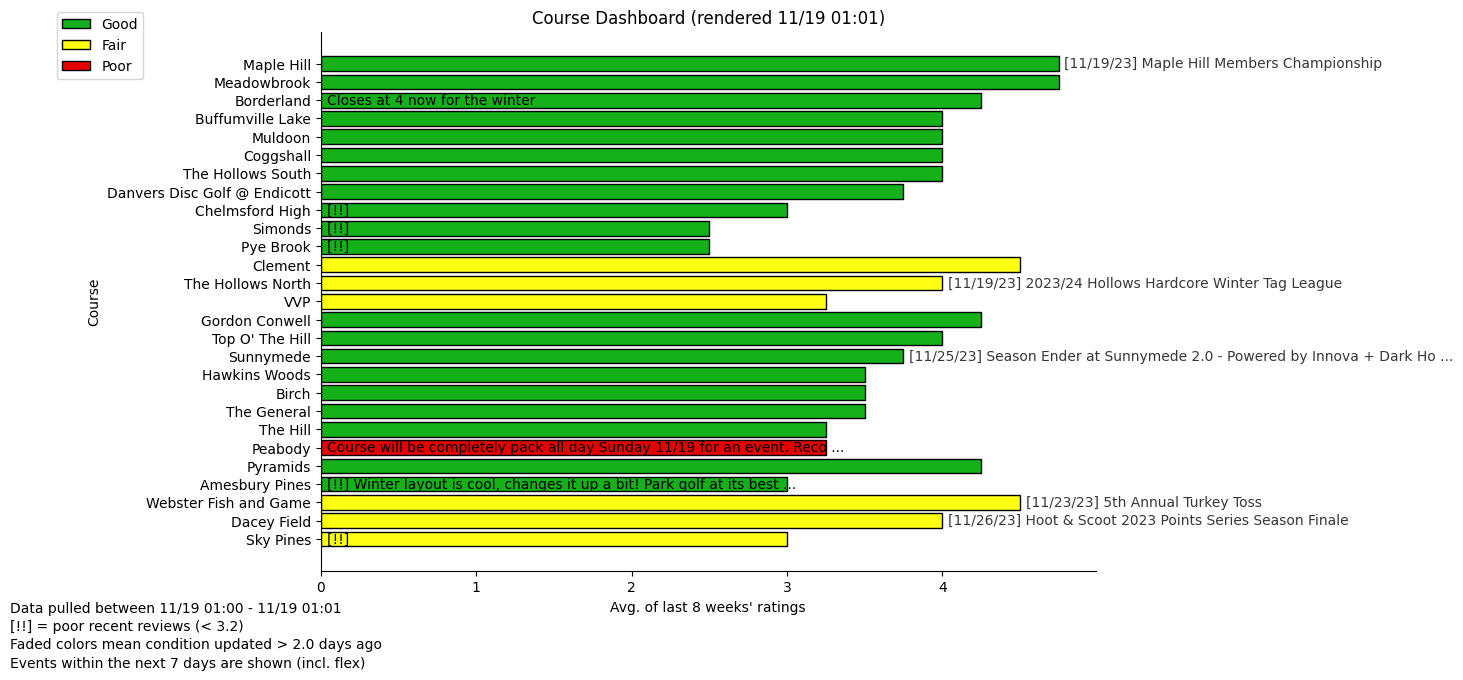 Course Dashboard (rendered 11/19 01:01)
Good
Fair
Poor
Course
Maple Hill [11/19/23] Maple Hill Members Championship
Meadowbrook
Borderland Closes at 4 now for the winter
Buffumville Lake
Muldoon
Coggshall
The Hollows South
Danvers Disc Golf @ Endicott
Chelmsford High [!!]
Simonds [!!]
Pye Brook [!!]
Clement
The Hollows North [11/19/23] 2023/24 Hollows Hardcore Winter Tag League
VVP
Gordon Conwell
Top O' The Hill
Sunnymede [11/25/23] Season Ender at Sunnymede 2.0 - Powered by Innova + Dark Ho ...
Hawkins Woods
Birch
The General
The Hill
Peabody Course will be completely pack all day Sunday 11/19 for an event. Reco ...
Pyramids
Amesbury Pines [!!] Winter layout is cool, changes it up a bit! Park golf at its best ...
Webster Fish and Game [11/23/23] 5th Annual Turkey Toss
Dacey Field [11/26/23] Hoot & Scoot 2023 Points Series Season Finale
Sky Pines [!!]
0 1 2 3 4
Avg. of last 8 weeks' ratings
Data pulled between 11/19 01:00 - 11/19 01:01
[!!] = poor recent reviews (< 3.2)
Faded colors mean condition updated > 2.0 days ago
Events within the next 7 days are shown (incl. flex)